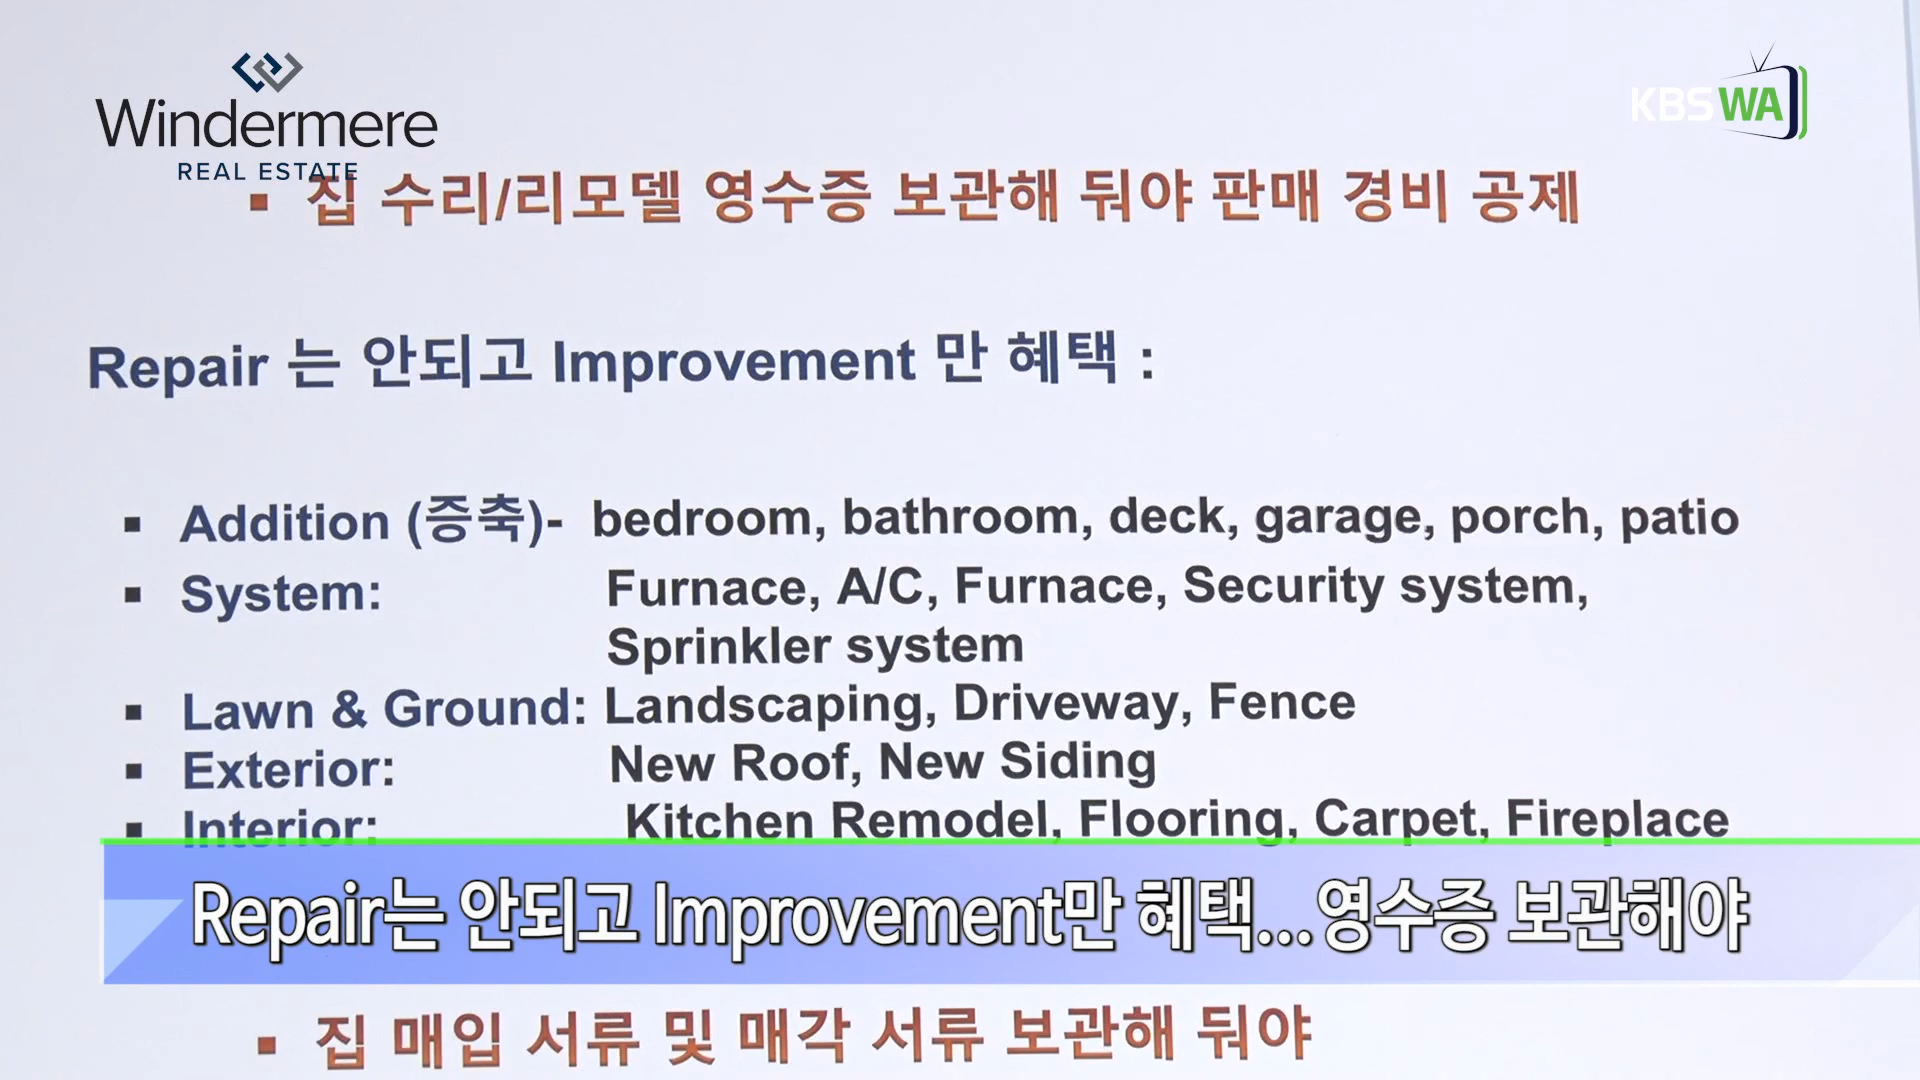 Windermere
REAL ESTATE
KBS WA
▪ 집 수리/리모델 영수증 보관해 둬야 판매 경비 공제
Repair 는 안되고 Improvement 만 혜택 :
▪ Addition (증축)- bedroom, bathroom, deck, garage, porch, patio
▪ System: Furnace, A/C, Furnace, Security system,
Sprinkler system
▪ Lawn & Ground: Landscaping, Driveway, Fence
▪ Exterior: New Roof, New Siding
▪ Interior: Kitchen Remodel, Flooring, Carpet, Fireplace
Repair는 안되고 Improvement만 혜택...영수증 보관해야
▪ 집 매입 서류 및 매각 서류 보관해 둬야